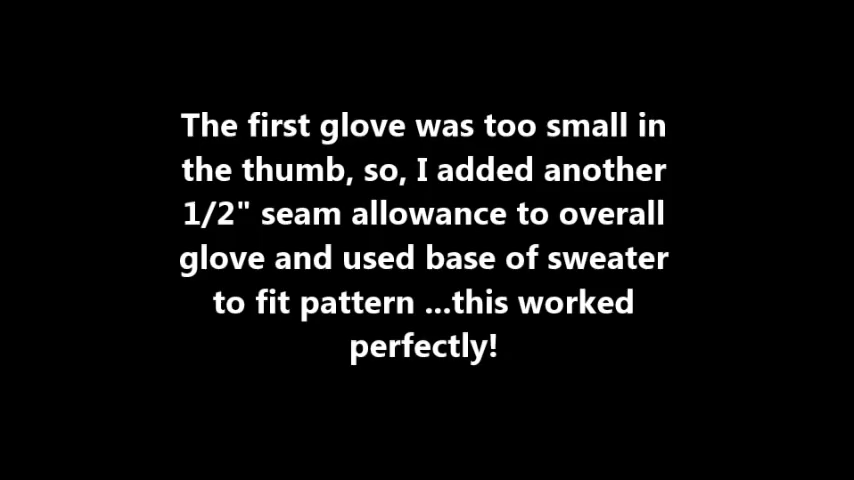 The first glove was too small in
the thumb, so, I added another
1/2" seam allowance to overall
glove and used base of sweater
to fit pattern ...this worked
perfectly!